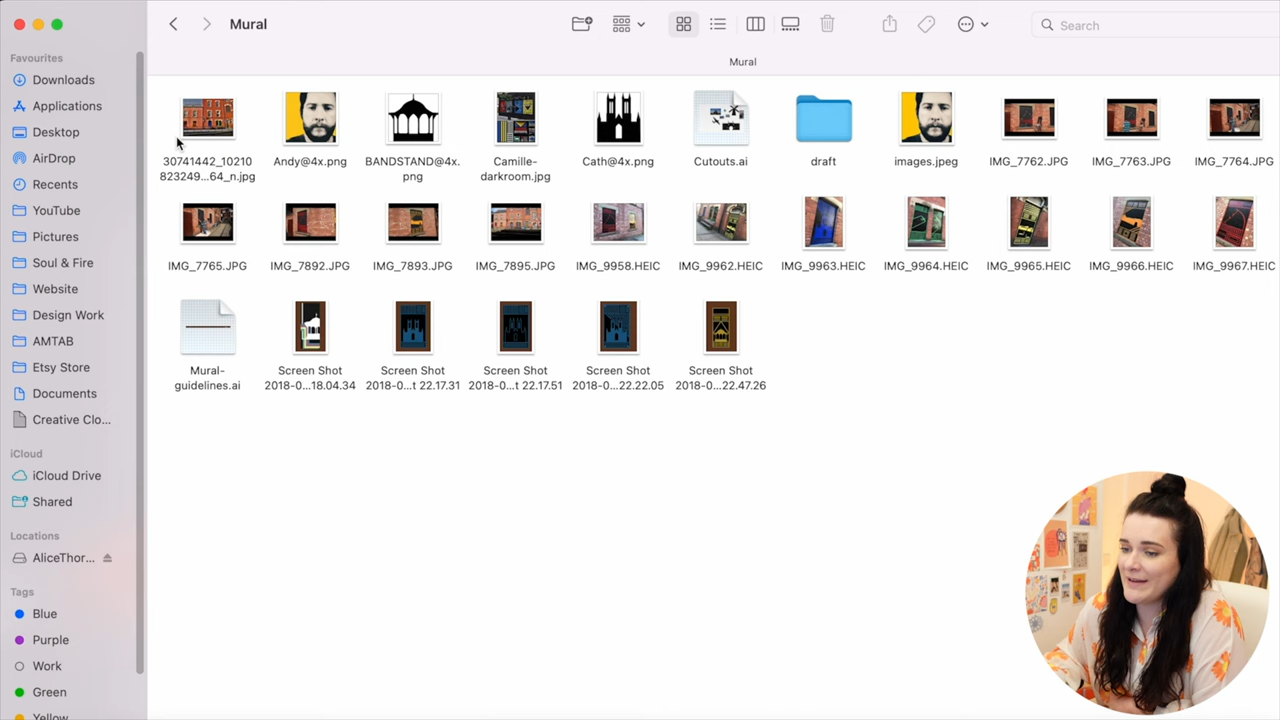 Mural
Search
Mural
Favourites
Downloads
Applications
Desktop
AirDrop
Recents
YouTube
Pictures
Soul & Fire
Website
Design Work
AMTAB
Etsy Store
Documents
Creative Clo...
iCloud
iCloud Drive
Shared
Locations
AliceThor...
Tags
Blue
Purple
Work
Green
Yellow
30741442_10210
823249...64_n.jpg
Andy@4x.png
BANDSTAND@4x.
png
Camille-
darkroom.jpg
Cath@4x.png
Cutouts.ai
draft
images.jpeg
IMG_7762.JPG
IMG_7763.JPG
IMG_7764.JPG
IMG_7765.JPG
IMG_7892.JPG
IMG_7893.JPG
IMG_7895.JPG
IMG_9958.HEIC
IMG_9962.HEIC
IMG_9963.HEIC
IMG_9964.HEIC
IMG_9965.HEIC
IMG_9966.HEIC
IMG_9967.HEIC
Mural-
guidelines.ai
Screen Shot
2018-0...18.04.34
Screen Shot
2018-0...t 22.17.31
Screen Shot
2018-0...t 22.17.51
Screen Shot
2018-0...22.22.05
Screen Shot
2018-0...22.47.26